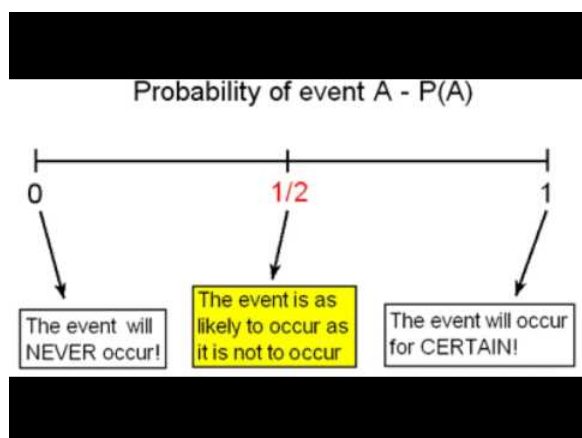 Probability of event A - P(A)
0
1/2
1
The event will
NEVER occur!
The event is as
likely to occur as
it is not to occur
The event will occur
for CERTAIN!